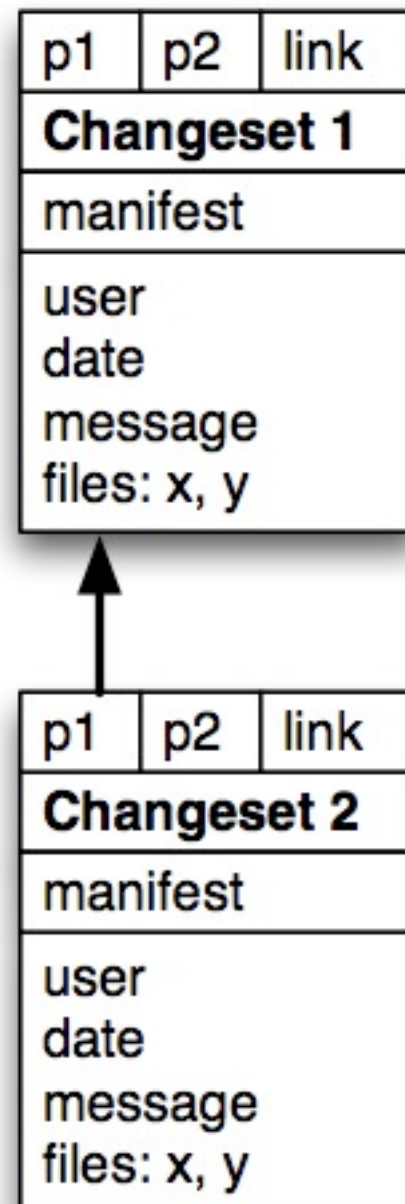 p1 p2 link
Changeset 1
manifest
user
date
message
files: x, y
p1 p2 link
Changeset 2
manifest
user
date
message
files: x, y